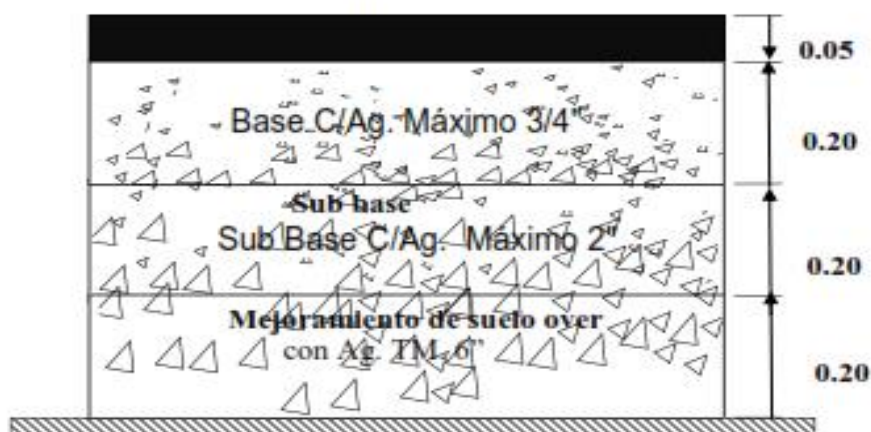 0.05
Base C/Ag. Máximo 3/4"
0.20
Sub base
Sub Base C/Ag. Máximo 2"
0.20
Mejoramiento de suelo over
con Ag. TM. 6”
0.20